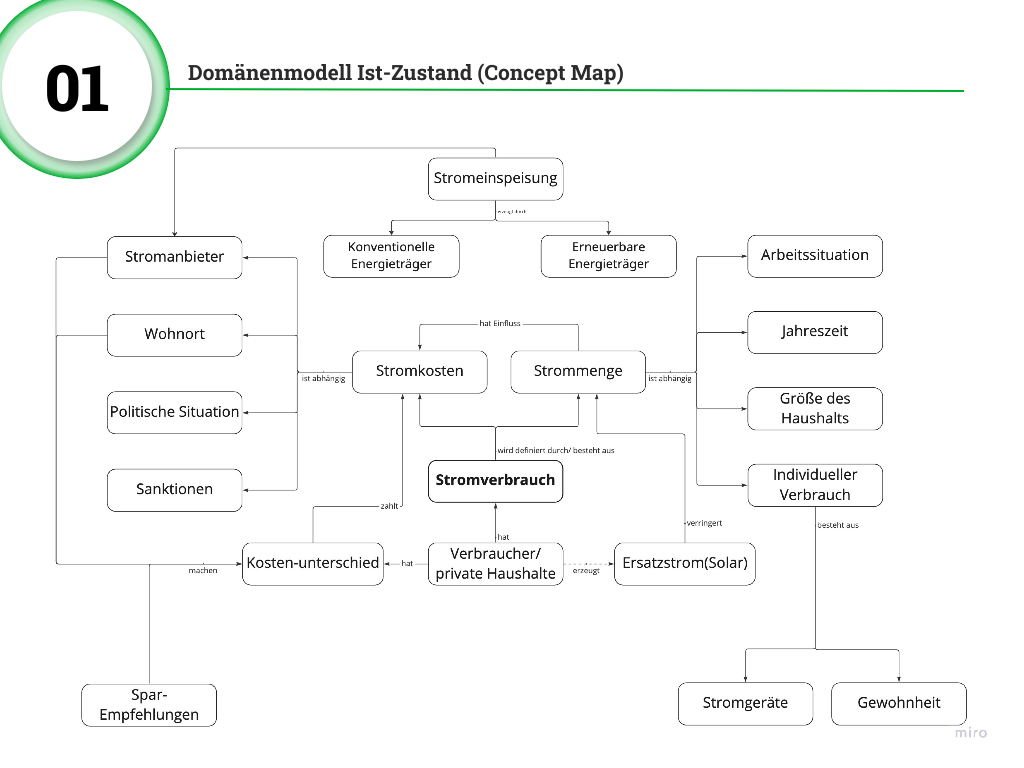 01
Domänenmodell Ist-Zustand (Concept Map)
Stromeinspeisung
erzeugt durch
Stromanbieter
Konventionelle
Energieträger
Erneuerbare
Energieträger
Arbeitssituation
hat Einfluss
Wohnort
Jahreszeit
Stromkosten
Strommenge
ist abhängig
ist abhängig
Politische Situation
Größe des
Haushalts
wird definiert durch/ besteht aus
Stromverbrauch
Sanktionen
Individueller
Verbrauch
zahlt
verringert
besteht aus
hat
Kosten-unterschied
hat
Verbraucher/
private Haushalte
erzeugt
Ersatzstrom(Solar)
machen
Spar-
Empfehlungen
Stromgeräte
Gewohnheit
miro